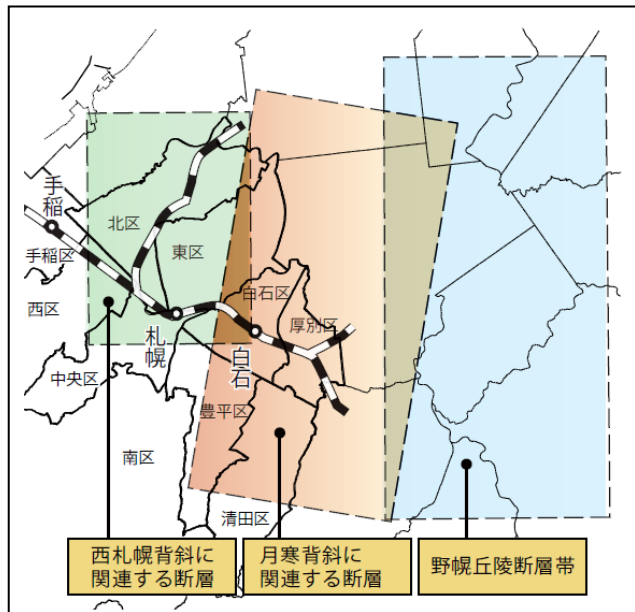 手稲
手稲区
北区
東区
西区
札幌
白石区
白石
厚別区
中央区
豊平区
南区
清田区
西札幌背斜に
関連する断層
月寒背斜に
関連する断層
野幌丘陵断層帯